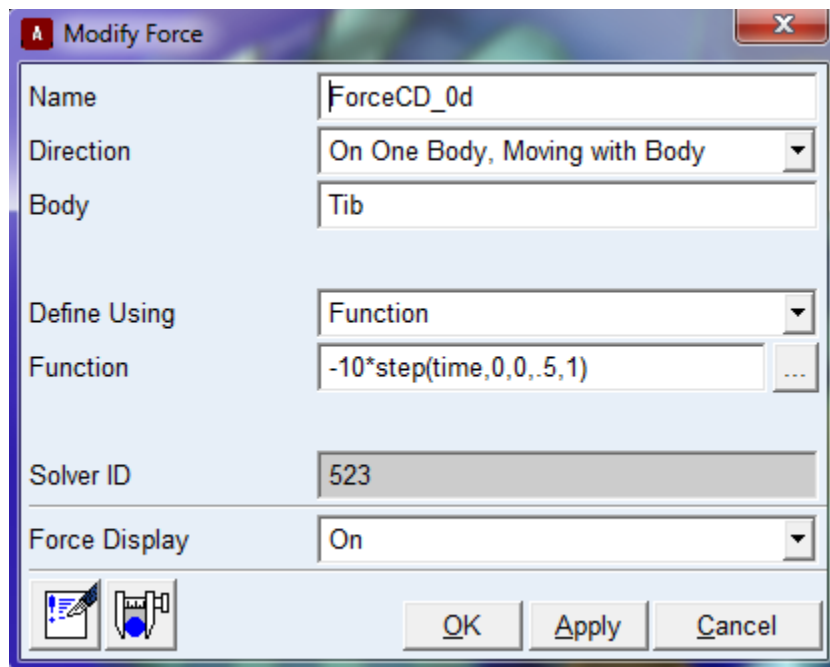 A Modify Force x
Name ForceCD_0d
Direction On One Body, Moving with Body
Body Tib
Define Using Function
Function -10*step(time,0,0,.5,1) ...
Solver ID 523
Force Display On
OK Apply Cancel